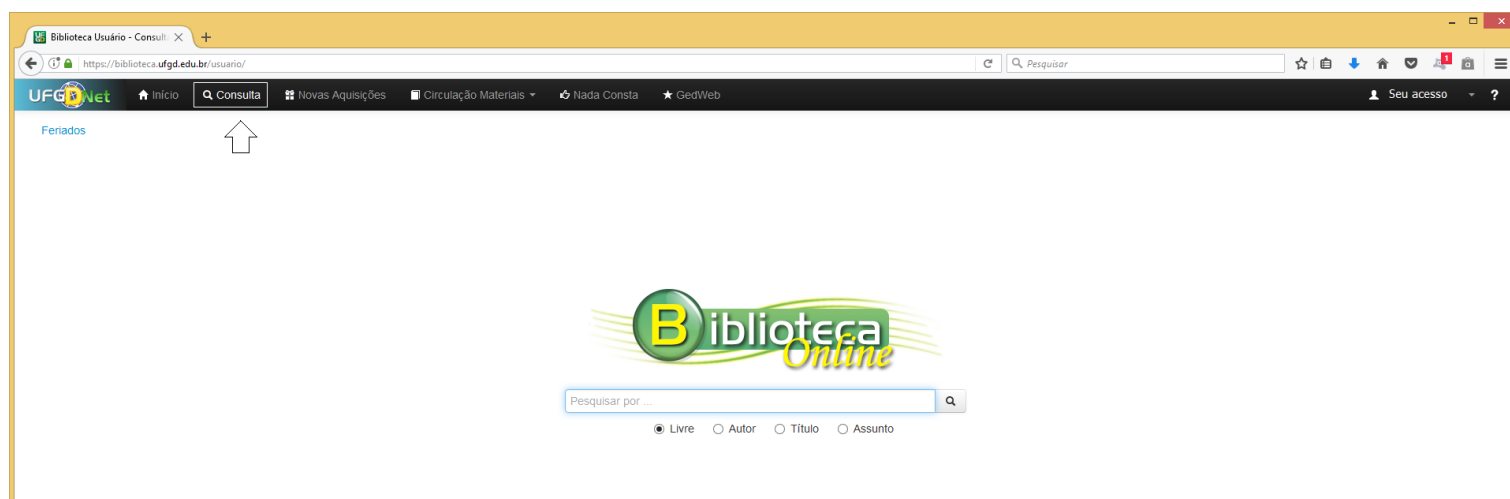 Biblioteca Usuário - Consult
https://biblioteca.ufgd.edu.br/usuario/
Pesquisar
1
UFGDNet
Início
Consulta
Novas Aquisições
Circulação Materiais
Nada Consta
GedWeb
Seu acesso
?
Feriados
Biblioteca
Online
Pesquisar por ...
Livre Autor Título Assunto